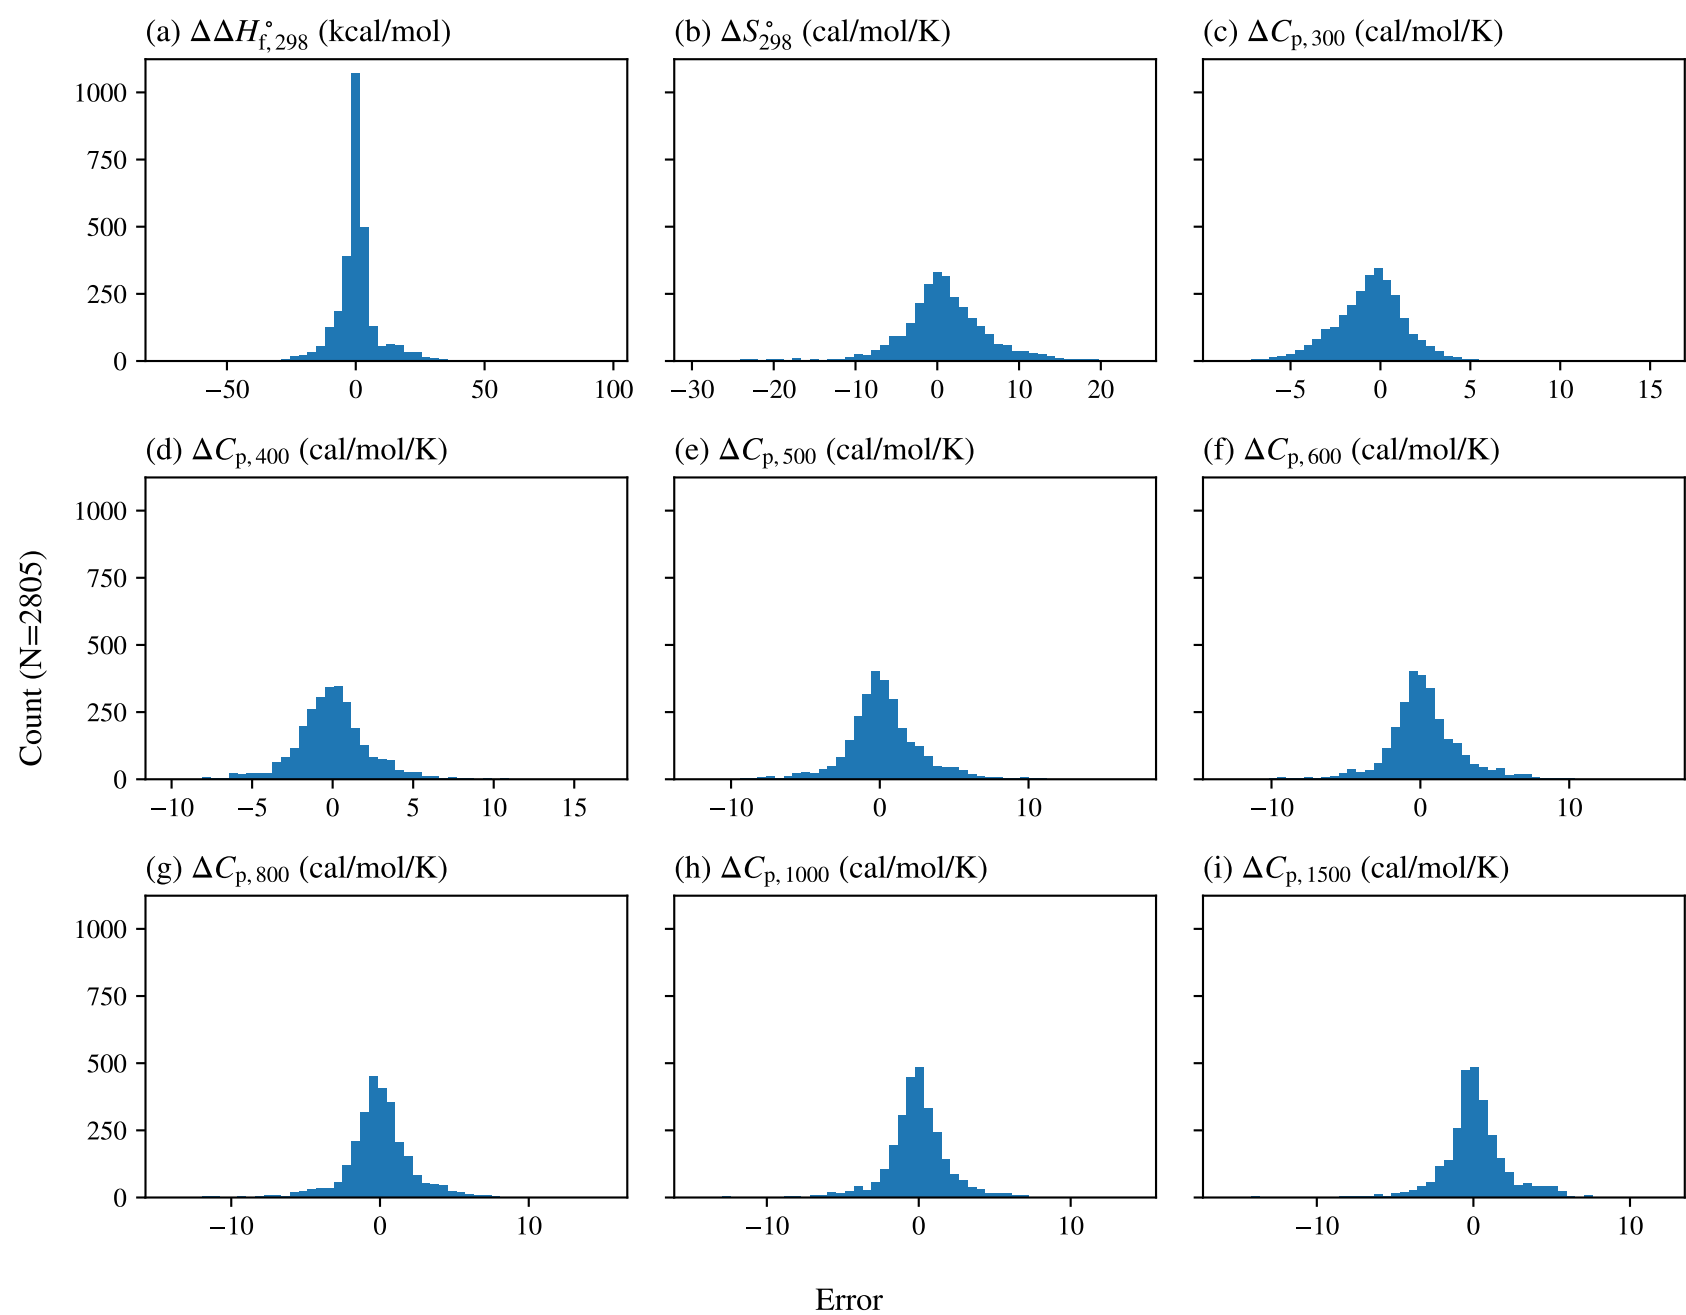 (a) ΔΔH°f, 298 (kcal/mol)
(b) ΔS°298 (cal/mol/K)
(c) ΔCp, 300 (cal/mol/K)
1000
750
500
250
0
−50 0 50 100
−30 −20 −10 0 10 20
−5 0 5 10 15
(d) ΔCp, 400 (cal/mol/K)
(e) ΔCp, 500 (cal/mol/K)
(f) ΔCp, 600 (cal/mol/K)
Count (N=2805)
1000
750
500
250
0
−10 −5 0 5 10 15
−10 0 10
−10 0 10
(g) ΔCp, 800 (cal/mol/K)
(h) ΔCp, 1000 (cal/mol/K)
(i) ΔCp, 1500 (cal/mol/K)
1000
750
500
250
0
−10 0 10
−10 0 10
−10 0 10
Error